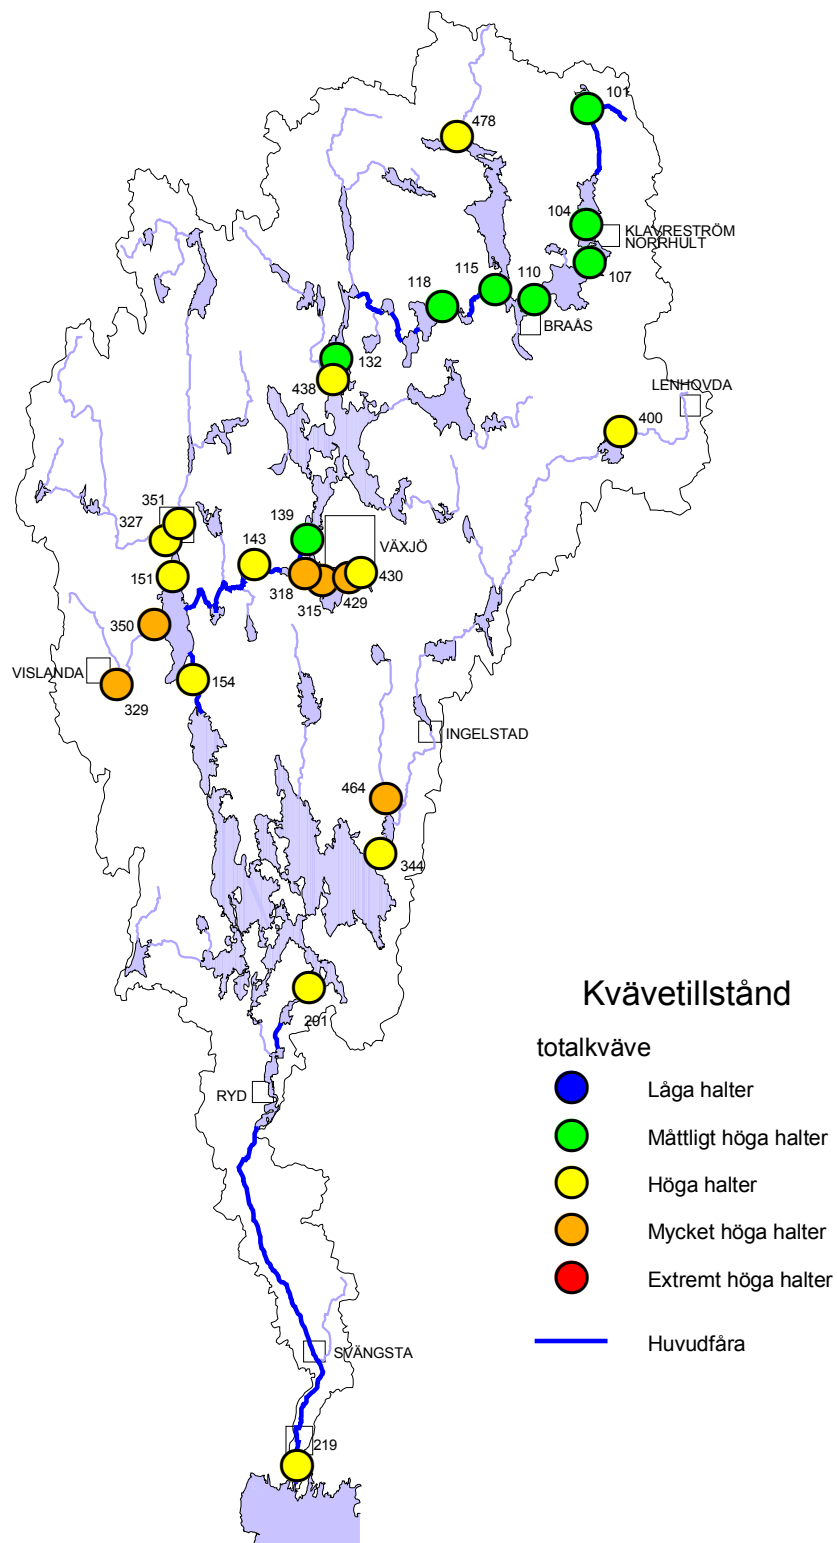 101
478
104
KLAVRESTRÖM
NORRHULT
115
110
107
118
BRAÅS
132
LENHOVDA
438
400
351
327
139
143
VÄXJÖ
151
318
430
315
429
350
VISLANDA
154
329
INGELSTAD
464
344
Kvävetillstånd
201
totalkväve
RYD
Låga halter
Måttligt höga halter
Höga halter
Mycket höga halter
Extremt höga halter
Huvudfåra
SVÄNGSTA
219